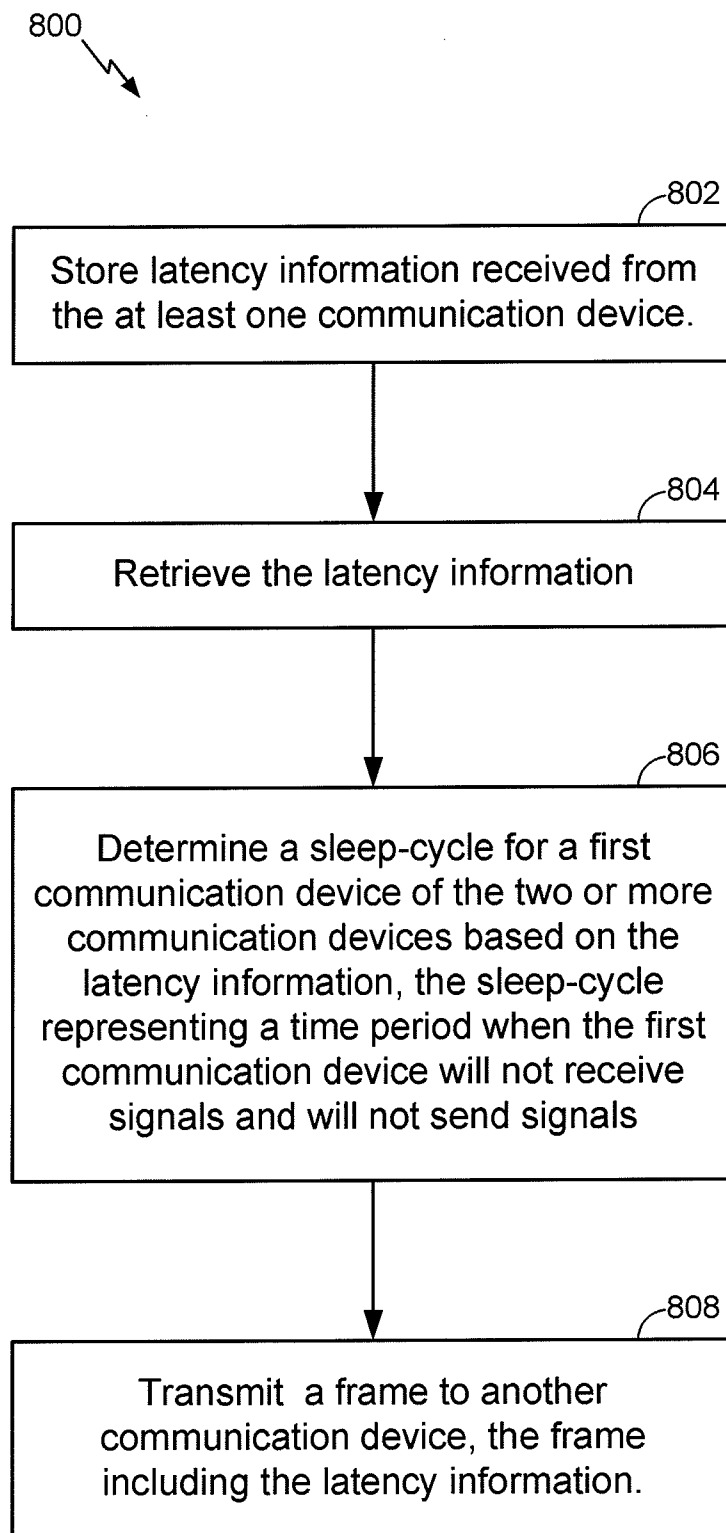 800
802
Store latency information received from
the at least one communication device.
804
Retrieve the latency information
806
Determine a sleep-cycle for a first
communication device of the two or more
communication devices based on the
latency information, the sleep-cycle
representing a time period when the first
communication device will not receive
signals and will not send signals
808
Transmit a frame to another
communication device, the frame
including the latency information.